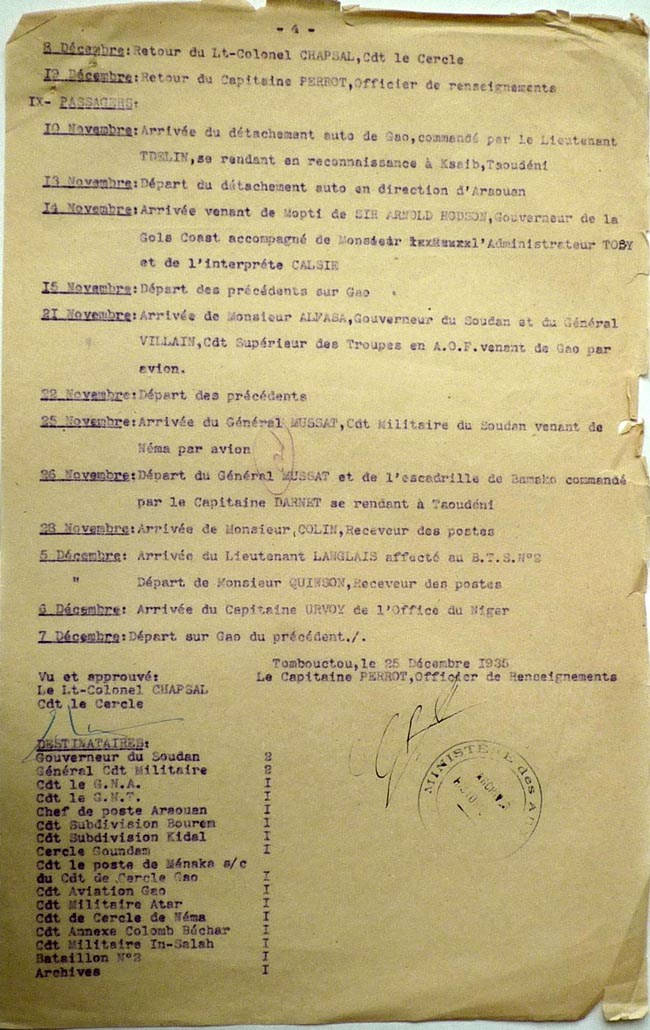 - 4 -
8 Décembre:Retour du Lt-Colonel CHAPSAL,Cdt le Cercle
12 Décembre:Retour du Capitaine PERROT,Officier de renseignements
IX- PASSAGERS:
10 Novembre:Arrivée du détachement auto de Gao,commandé par le Lieutenant
TDELIN,se rendant en reconnaissance à Ksaib,Taoudéni
13 Novembre:Départ du détachement auto en direction d'Araouan
14 Novembre:Arrivée venant de Mopti de SIR ARNOLD HODSON,Gouverneur de la
Gols Coast accompagné de Monsieur l'Administrateur TOBY
et de l'interpréte CALSIE
15 Novembre:Départ des précédents sur Gao
21 Novembre:Arrivée de Monsieur ALFASA,Gouverneur du Soudan et du Général
VILLAIN,Cdt Supérieur des Troupes en A.O.F.venant de Gao par
avion.
22 Novembre:Départ des précédents
25 Novembre:Arrivée du Général MUSSAT,Cdt Militaire du Soudan venant de
Néma par avion
26 Novembre:Départ du Général MUSSAT et de l'escadrille de Bamako commandé
par le Capitaine DARNET se rendant à Taoudéni
28 Novembre:Arrivée de Monsieur COLIN,Receveur des postes
5 Décembre: Arrivée du Lieutenant LANGLAIS affecté au B.T.S.N°2
" Départ de Monsieur QUINSON,Receveur des postes
6 Décembre: Arrivée du Capitaine URVOY de l'Office du Niger
7 Décembre:Départ sur Gao du précédent./.
Tombouctou,le 25 Décembre 1935
Vu et approuvé: Le Capitaine PERROT,Officier de Renseignements
Le Lt-Colonel CHAPSAL
Cdt le Cercle
DESTINATAIRES:
Gouverneur du Soudan 2
Général Cdt Militaire 2
Cdt le G.N.A. I
Cdt le G.N.T. I
Chef de poste Araouan I
Cdt Subdivision Bourem I
Cdt Subdivision Kidal I
Cercle Goundam I
Cdt le poste de Ménaka s/c
du Cdt de Cercle Gao I
Cdt Aviation Gao I
Cdt Militaire Atar I
Cdt de Cercle de Néma I
Cdt Annexe Colomb Béchar I
Cdt Militaire In-Salah I
Bataillon N°2 I
Archives I
MINISTÈRE des